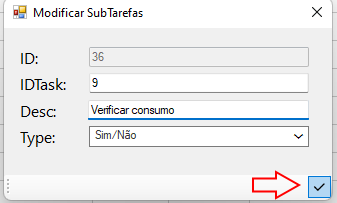 Modificar SubTarefas
ID: 36
IDTask: 9
Desc: Verificar consumo
Type: Sim/Não